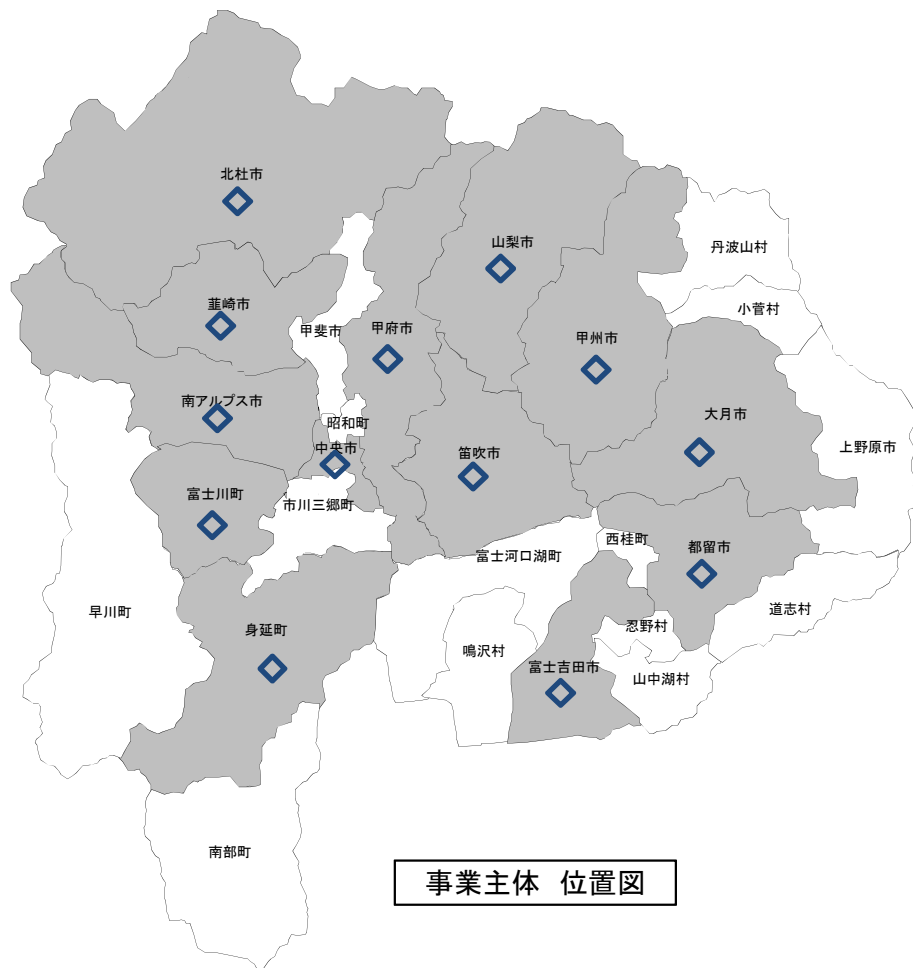 北杜市
山梨市
丹波山村
韮崎市
小菅村
甲斐市
甲府市
甲州市
南アルプス市
大月市
昭和町
中央市
上野原市
笛吹市
富士川町
市川三郷町
西桂町
都留市
富士河口湖町
早川町
道志村
身延町
忍野村
鳴沢村
富士吉田市
山中湖村
南部町
事業主体 位置図